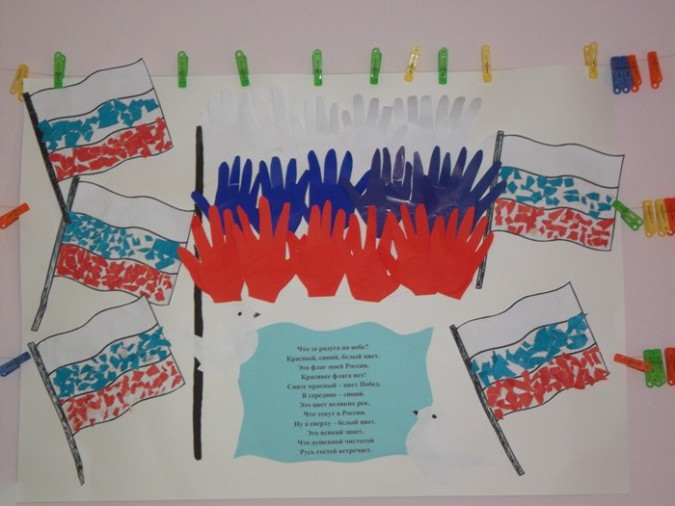 Что за радуга на небе?
Красный, синий, белый цвет.
Это флаг моей России.
Красивее флага нет!
Снизу красный – цвет Побед,
В середине – синий.
Это цвет великих рек,
Что текут в России.
Ну а сверху – белый цвет.
Это всякий знает,
Что душевной чистотой
Русь гостей встречает.